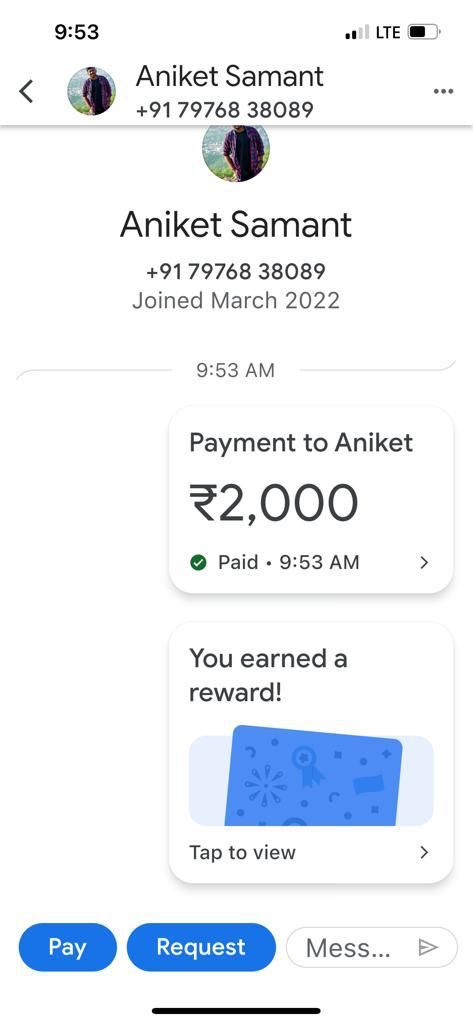 9:53
LTE
Aniket Samant
+91 79768 38089
Aniket Samant
+91 79768 38089
Joined March 2022
9:53 AM
Payment to Aniket
₹2,000
Paid • 9:53 AM
You earned a
reward!
Tap to view
Pay
Request
Mess...